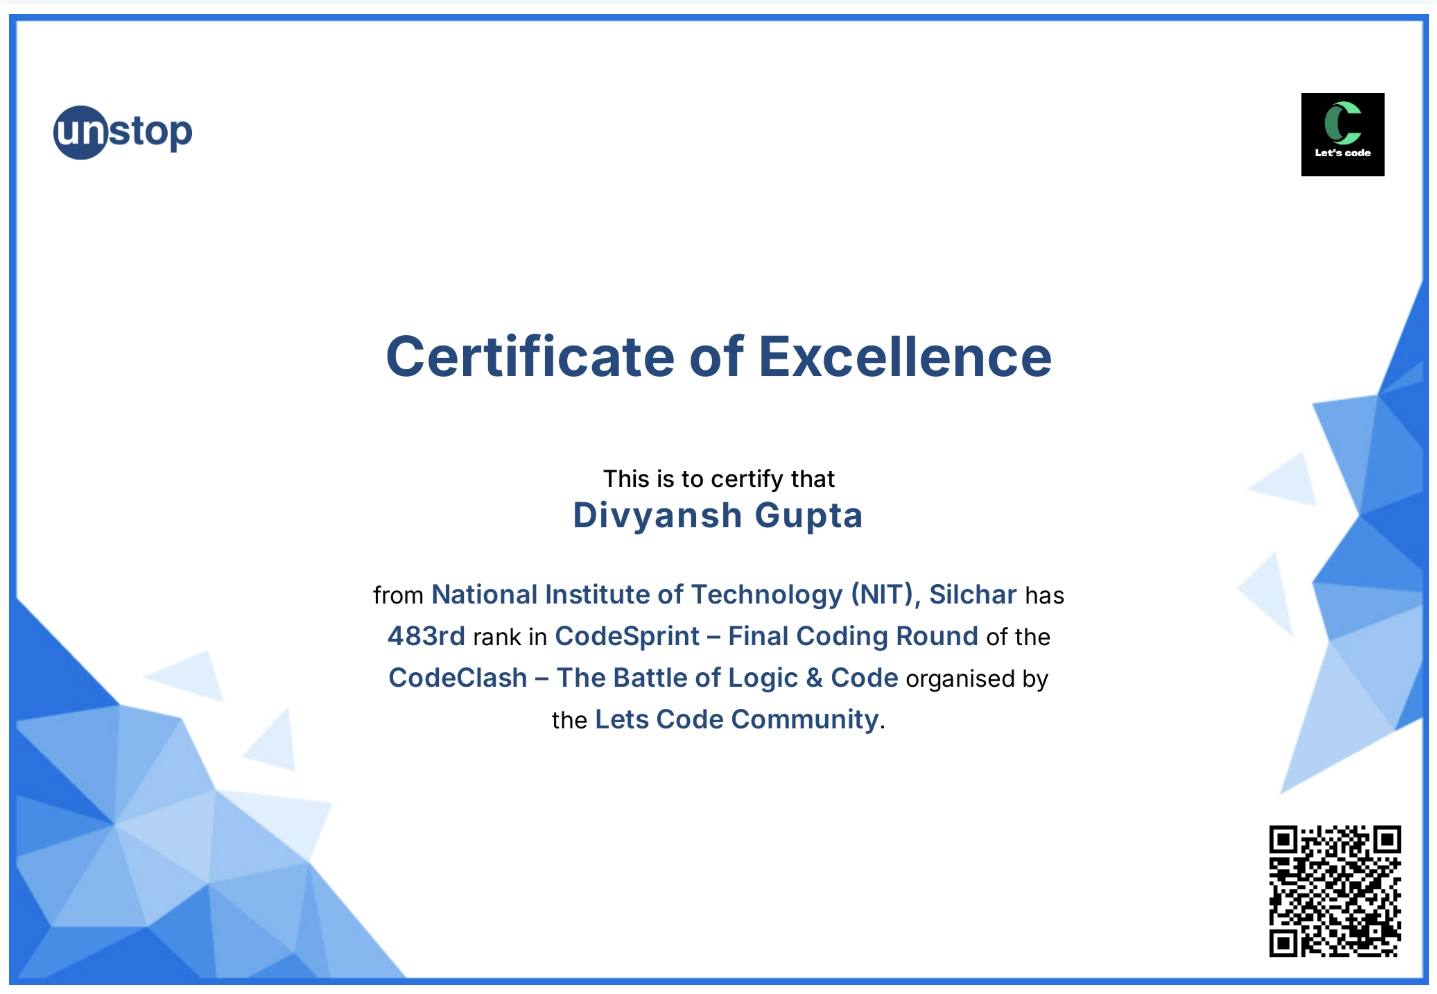 unstop
Let's code
Certificate of Excellence
This is to certify that
Divyansh Gupta
from National Institute of Technology (NIT), Silchar has
483rd rank in CodeSprint – Final Coding Round of the
CodeClash – The Battle of Logic & Code organised by
the Lets Code Community.